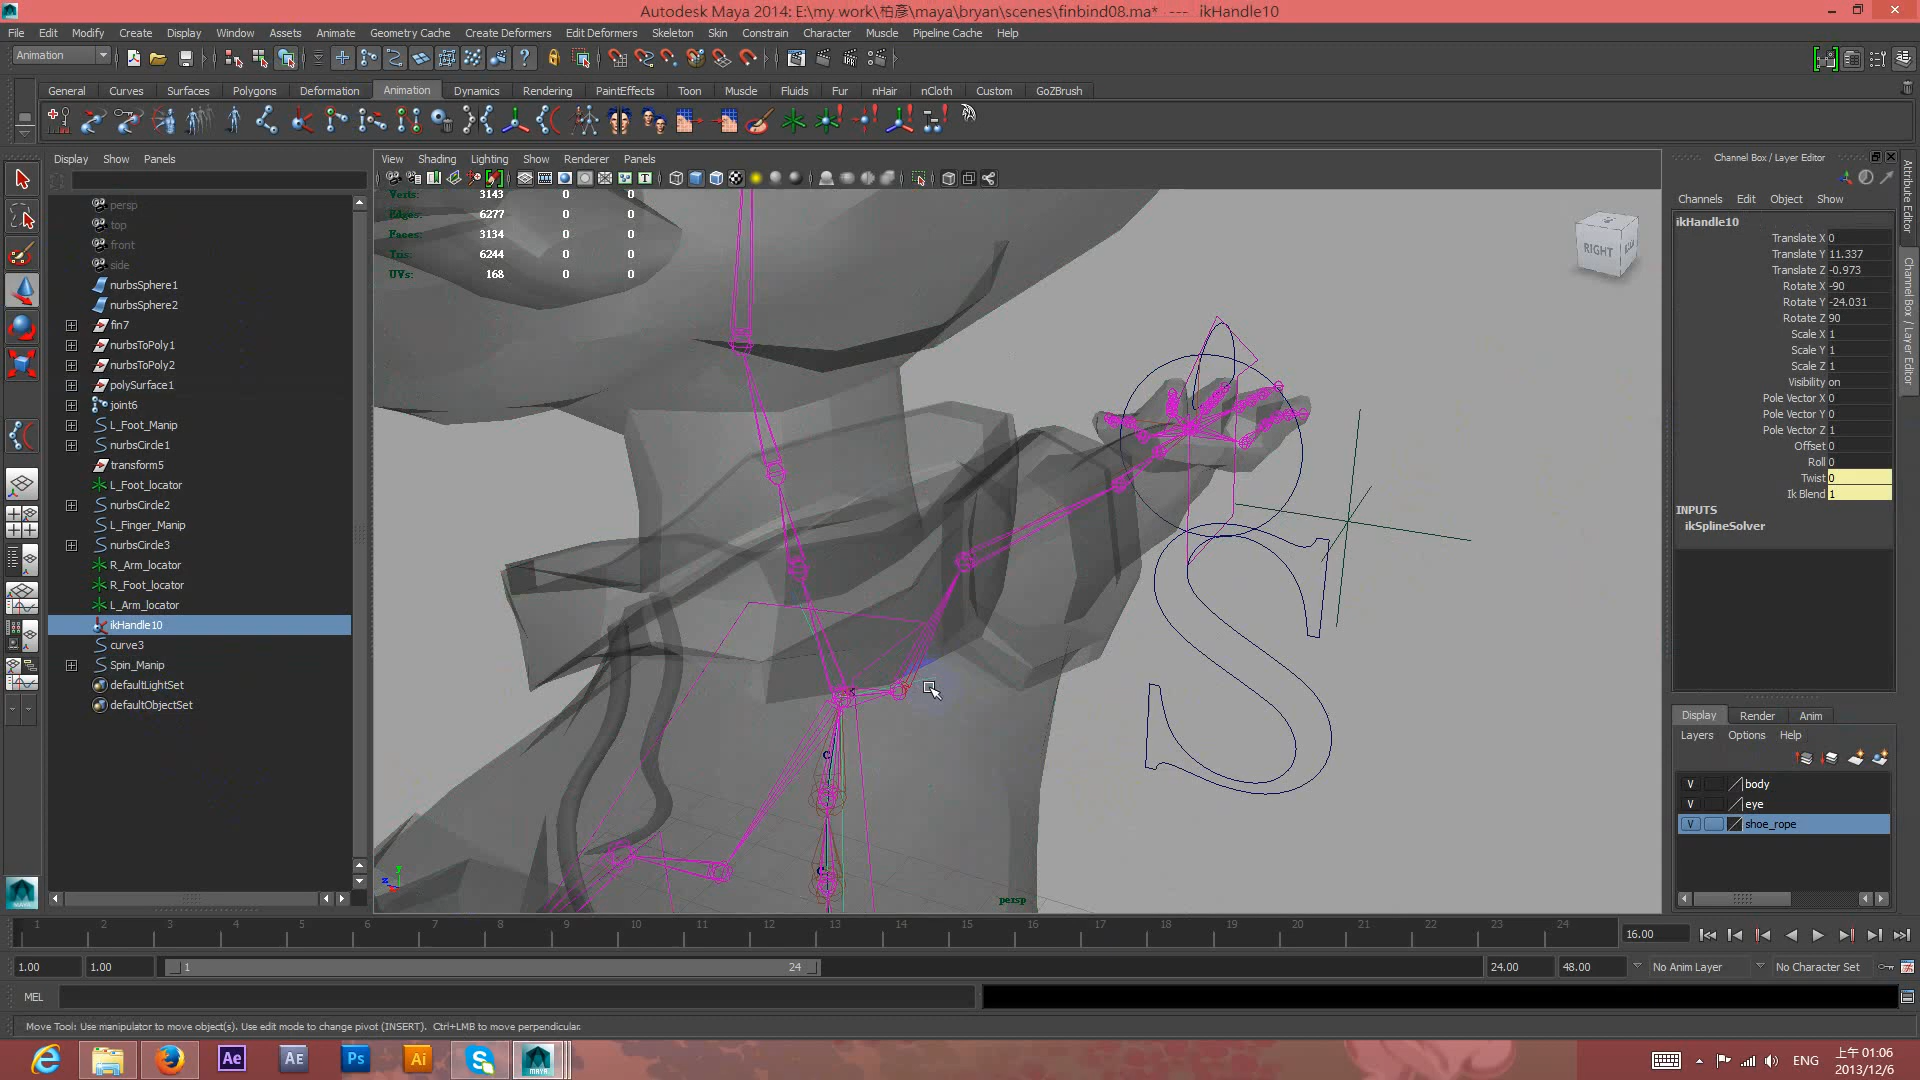 Autodesk Maya 2014: E:\my work\柏彥\maya\bryan\scenes\finbind08.ma* --- ikHandle10
File Edit Modify Create Display Window Assets Animate Geometry Cache Create Deformers Edit Deformers Skeleton Skin Constrain Character Muscle Pipeline Cache Help
Animation
General Curves Surfaces Polygons Deformation Animation Dynamics Rendering PaintEffects Toon Muscle Fluids Fur nHair nCloth Custom GoZBrush
Display Show Panels
View Shading Lighting Show Renderer Panels
persp
top
front
side
nurbsSphere1
nurbsSphere2
fin7
nurbsToPoly1
nurbsToPoly2
polySurface1
joint6
L_Foot_Manip
nurbsCircle1
transform5
L_Foot_locator
nurbsCircle2
L_Finger_Manip
nurbsCircle3
R_Arm_locator
R_Foot_locator
L_Arm_locator
ikHandle10
curve3
Spin_Manip
defaultLightSet
defaultObjectSet
Verts: 3143 0 0
Edges: 6277 0 0
Faces: 3134 0 0
Tris: 6244 0 0
UVs: 168 0 0
RIGHT
S
persp
Channel Box / Layer Editor
Channels Edit Object Show
ikHandle10
Translate X 0
Translate Y 11.337
Translate Z -0.973
Rotate X -90
Rotate Y -24.031
Rotate Z 90
Scale X 1
Scale Y 1
Scale Z 1
Visibility on
Pole Vector X 0
Pole Vector Y 0
Pole Vector Z 1
Offset 0
Roll 0
Twist 0
Ik Blend 1
INPUTS
ikSplineSolver
Attribute Editor
Channel Box / Layer Editor
Display Render Anim
Layers Options Help
V body
V eye
V shoe_rope
1 2 3 4 5 6 7 8 9 10 11 12 13 14 15 16 17 18 19 20 21 22 23 24
16.00
1.00 1.00 1 24 24.00 48.00 No Anim Layer No Character Set
MEL
Move Tool: Use manipulator to move object(s). Use edit mode to change pivot (INSERT). Ctrl+LMB to move perpendicular.
Ae AE Ps Ai S MAYA
ENG
上午 01:06
2013/12/6